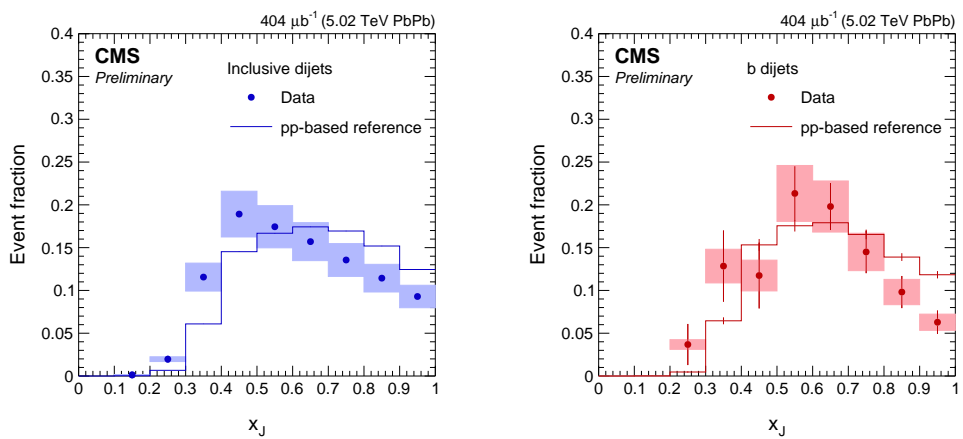 404 μb⁻¹ (5.02 TeV PbPb)
CMS
Preliminary
Inclusive dijets
Data
pp-based reference
Event fraction
0.4
0.35
0.3
0.25
0.2
0.15
0.1
0.05
0
0 0.1 0.2 0.3 0.4 0.5 0.6 0.7 0.8 0.9 1
x_J
404 μb⁻¹ (5.02 TeV PbPb)
CMS
Preliminary
b dijets
Data
pp-based reference
Event fraction
0.4
0.35
0.3
0.25
0.2
0.15
0.1
0.05
0
0 0.1 0.2 0.3 0.4 0.5 0.6 0.7 0.8 0.9 1
x_J